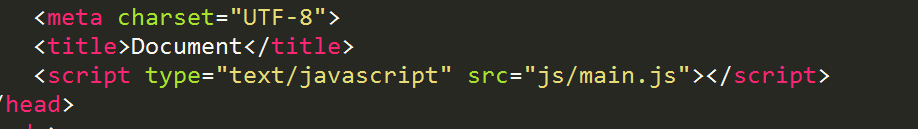 <meta charset="UTF-8">
<title>Document</title>
<script type="text/javascript" src="js/main.js"></script>
/head>